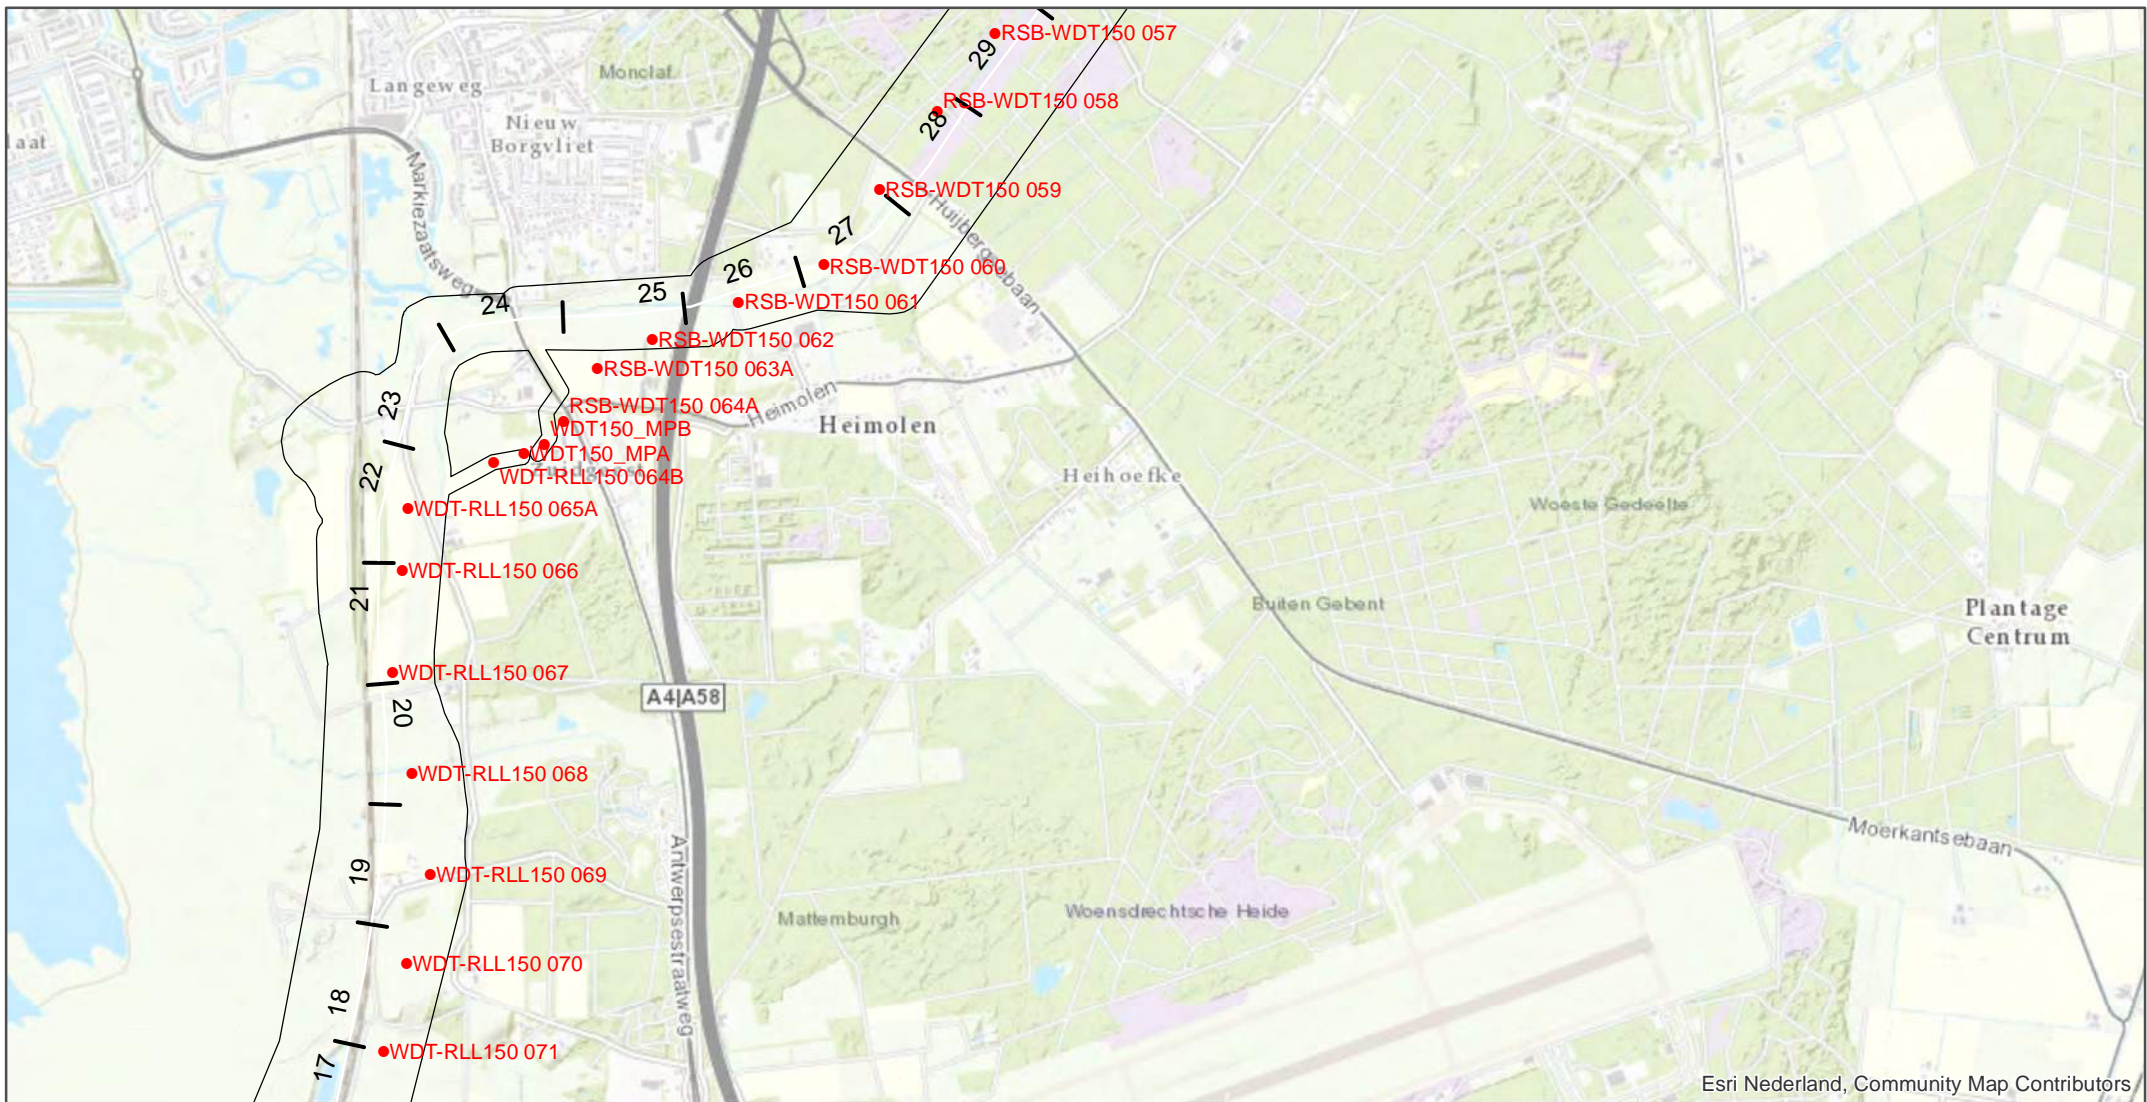 RSB-WDT150 057
29
Monclaf
Langeweg
RSB-WDT150 058
28
Nieuw
Borgvliet
laat
Markiezaatsweg
RSB-WDT150 059
Huijbergsebaan
27
RSB-WDT150 060
26
25
24
RSB-WDT150 061
RSB-WDT150 062
RSB-WDT150 063A
Heimolen
23
RSB-WDT150 064A
WDT150_MPB
Heimolen
WDT150_MPA
Zuidgeest
WDT-RLL150 064B
22
Heihoefke
WDT-RLL150 065A
Woeste Gedeelte
WDT-RLL150 066
21
Buiten Gebent
Plantage
Centrum
WDT-RLL150 067
A4|A58
20
WDT-RLL150 068
Moerkantsebaan
19
WDT-RLL150 069
Antwerpsestraatweg
Mattemburgh
Woensdrechtsche Heide
WDT-RLL150 070
18
WDT-RLL150 071
17
Esri Nederland, Community Map Contributors